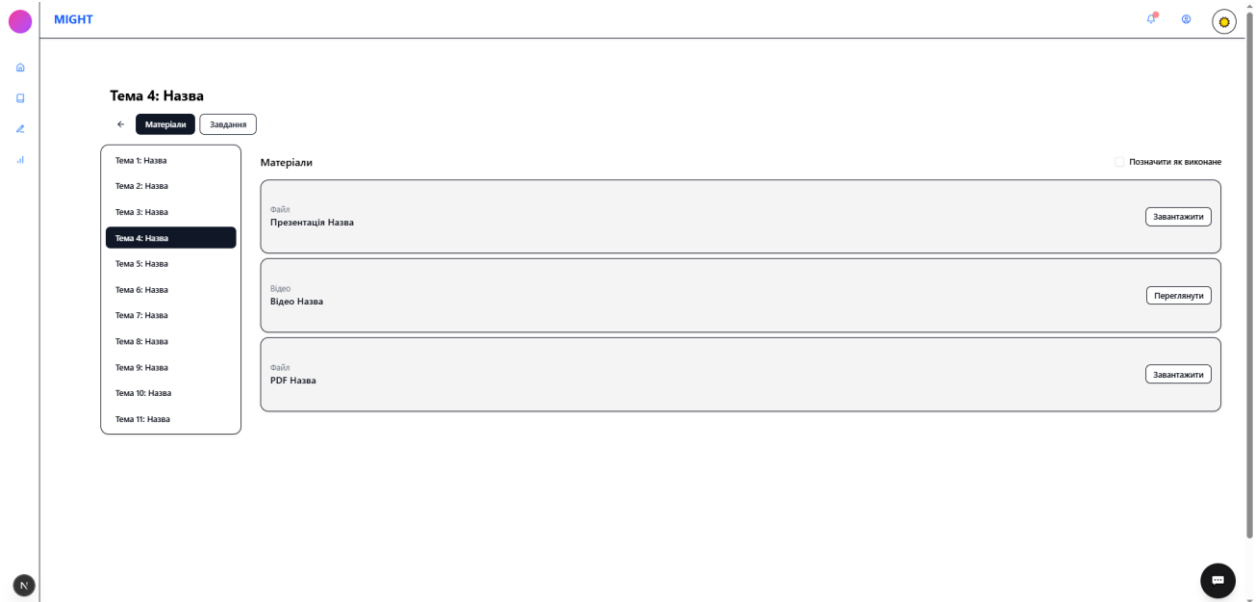 MIGHT
Тема 4: Назва
Матеріали
Завдання
Тема 1: Назва
Тема 2: Назва
Тема 3: Назва
Тема 4: Назва
Тема 5: Назва
Тема 6: Назва
Тема 7: Назва
Тема 8: Назва
Тема 9: Назва
Тема 10: Назва
Тема 11: Назва
Матеріали
Позначити як виконане
Файл
Презентація Назва
Завантажити
Відео
Відео Назва
Переглянути
Файл
PDF Назва
Завантажити
N